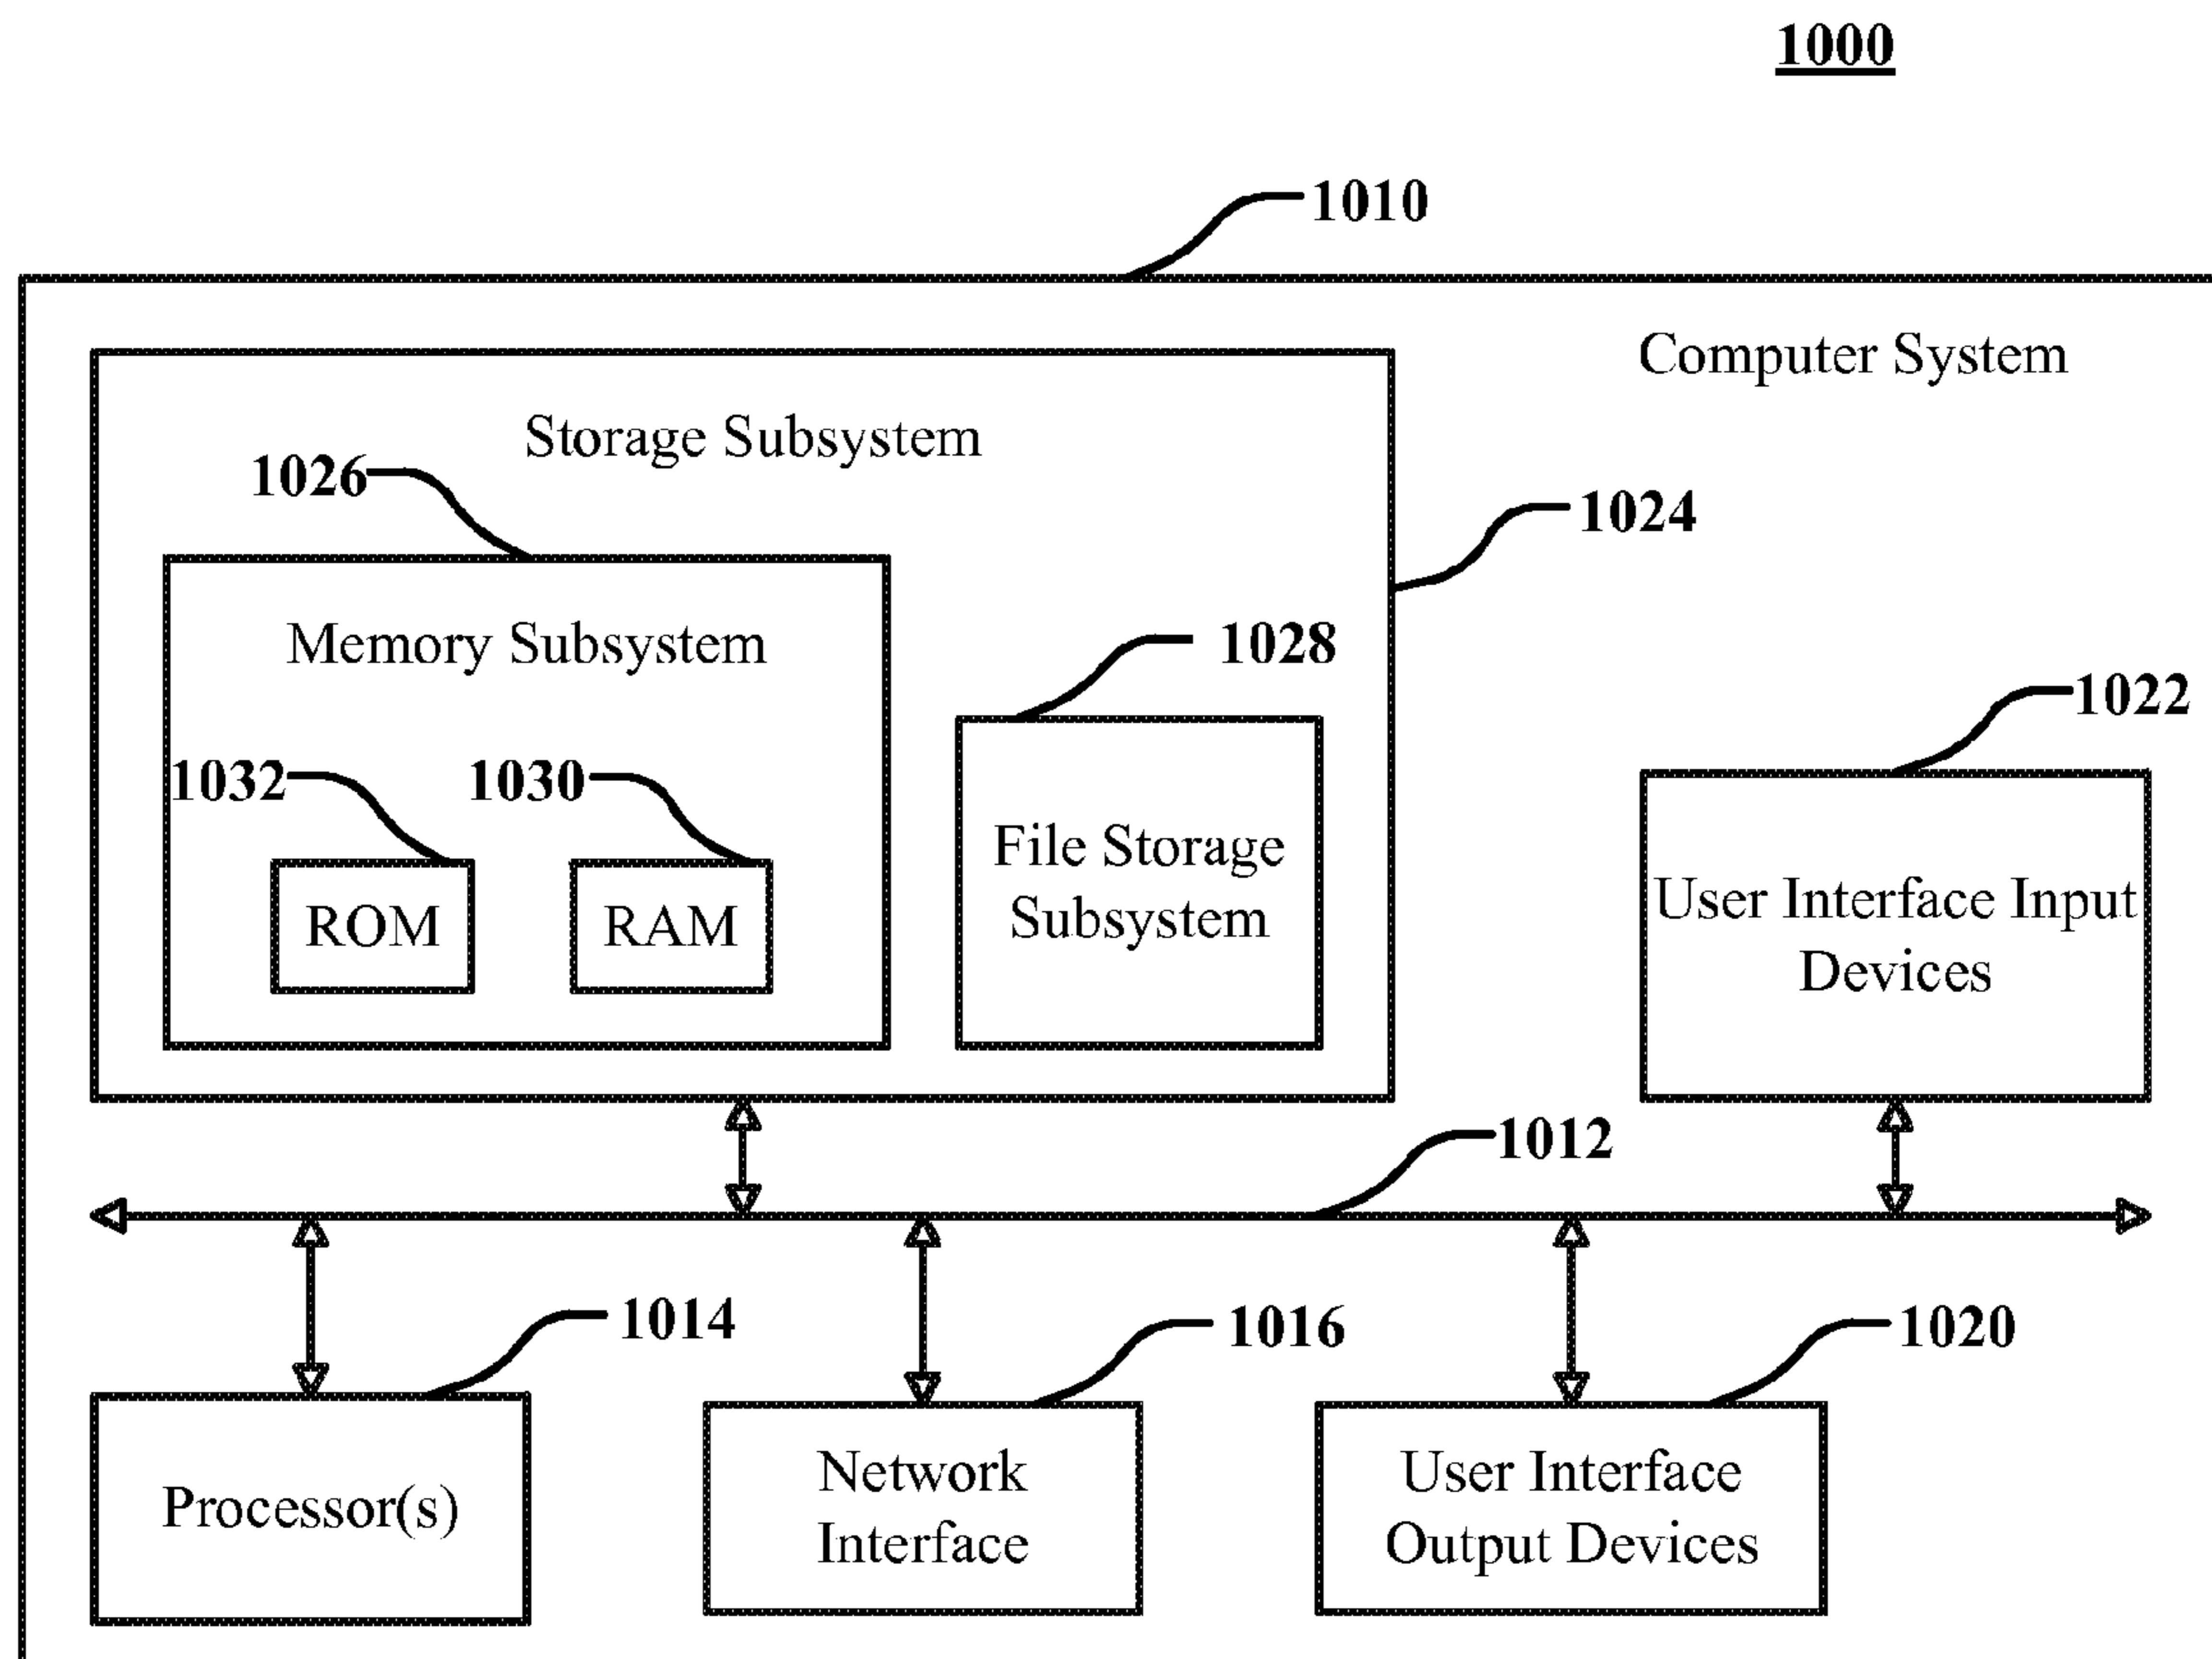 1000
1010
Computer System
Storage Subsystem
1026
1024
Memory Subsystem
1028
1022
1032
1030
File Storage
Subsystem
User Interface Input
Devices
ROM
RAM
1012
1014
1016
1020
Processor(s)
Network
Interface
User Interface
Output Devices